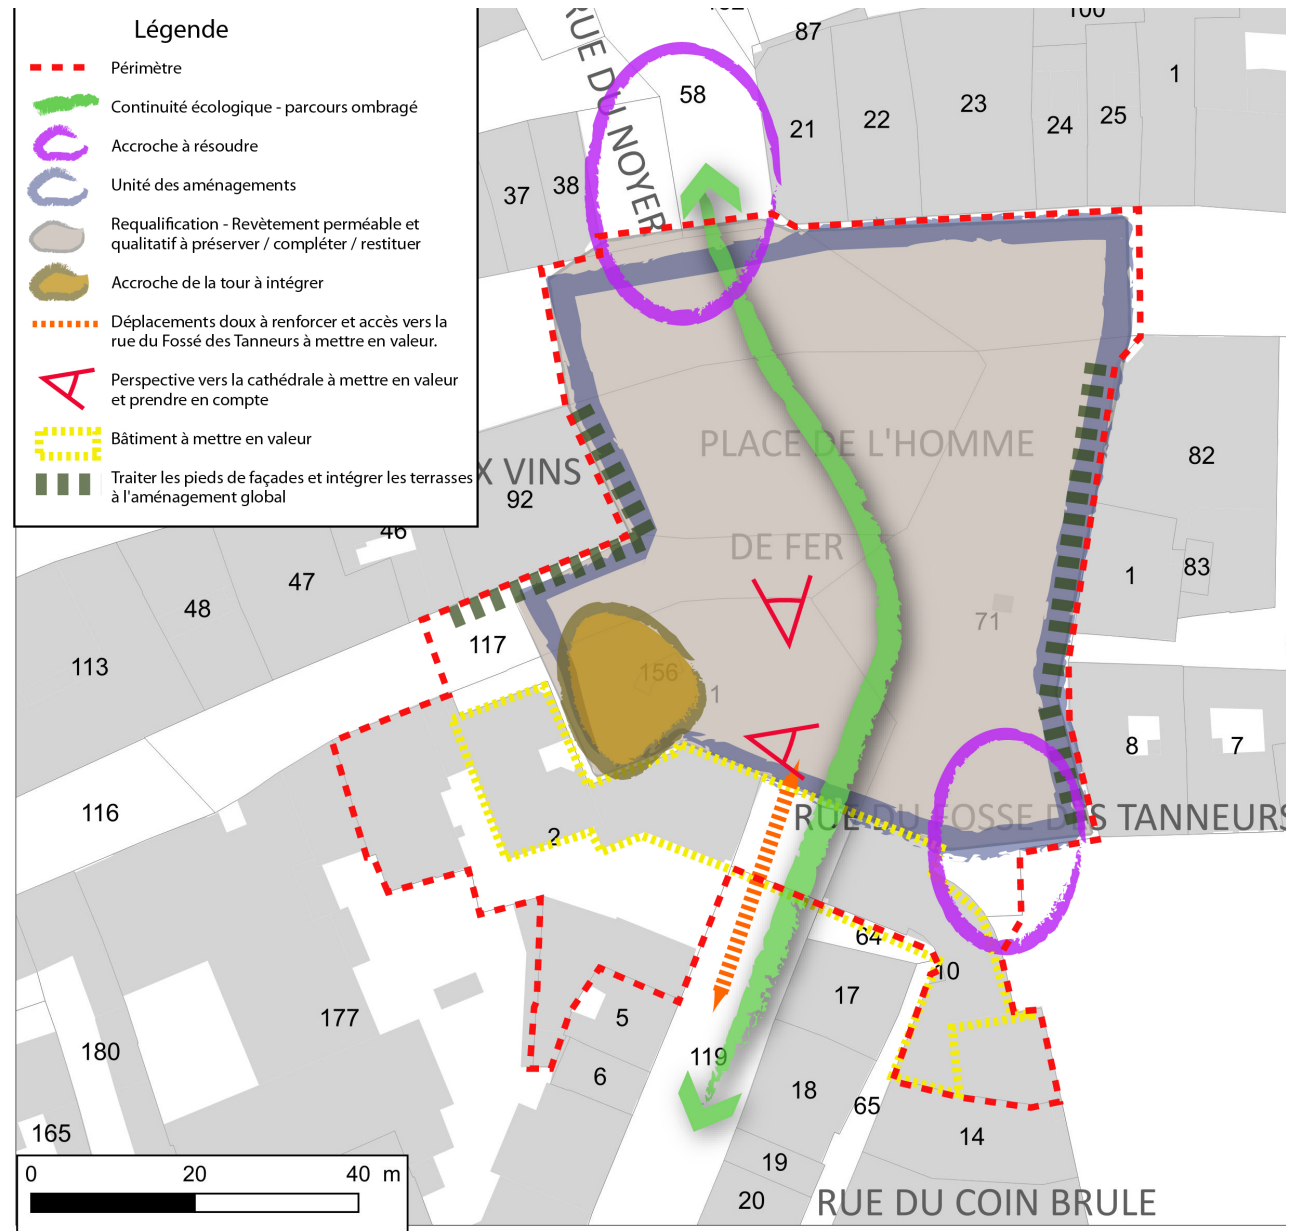 Légende
Périmètre
Continuité écologique - parcours ombragé
Accroche à résoudre
Unité des aménagements
Requalification - Revètement perméable et
qualitatif à préserver / compléter / restituer
Accroche de la tour à intégrer
Déplacements doux à renforcer et accès vers la
rue du Fossé des Tanneurs à mettre en valeur.
Perspective vers la cathédrale à mettre en valeur
et prendre en compte
Bâtiment à mettre en valeur
Traiter les pieds de façades et intégrer les terrasses
à l'aménagement global
RUE DU NOYER
87
100
58
1
21
22
23
24
25
37
38
PLACE DE L'HOMME
DE FER
X VINS
92
82
46
47
48
1
83
113
117
71
156
1
8
7
116
2
RUE DU FOSSE DES TANNEURS
64
10
17
177
5
180
119
6
18
65
165
14
19
20
RUE DU COIN BRULE
0 20 40 m